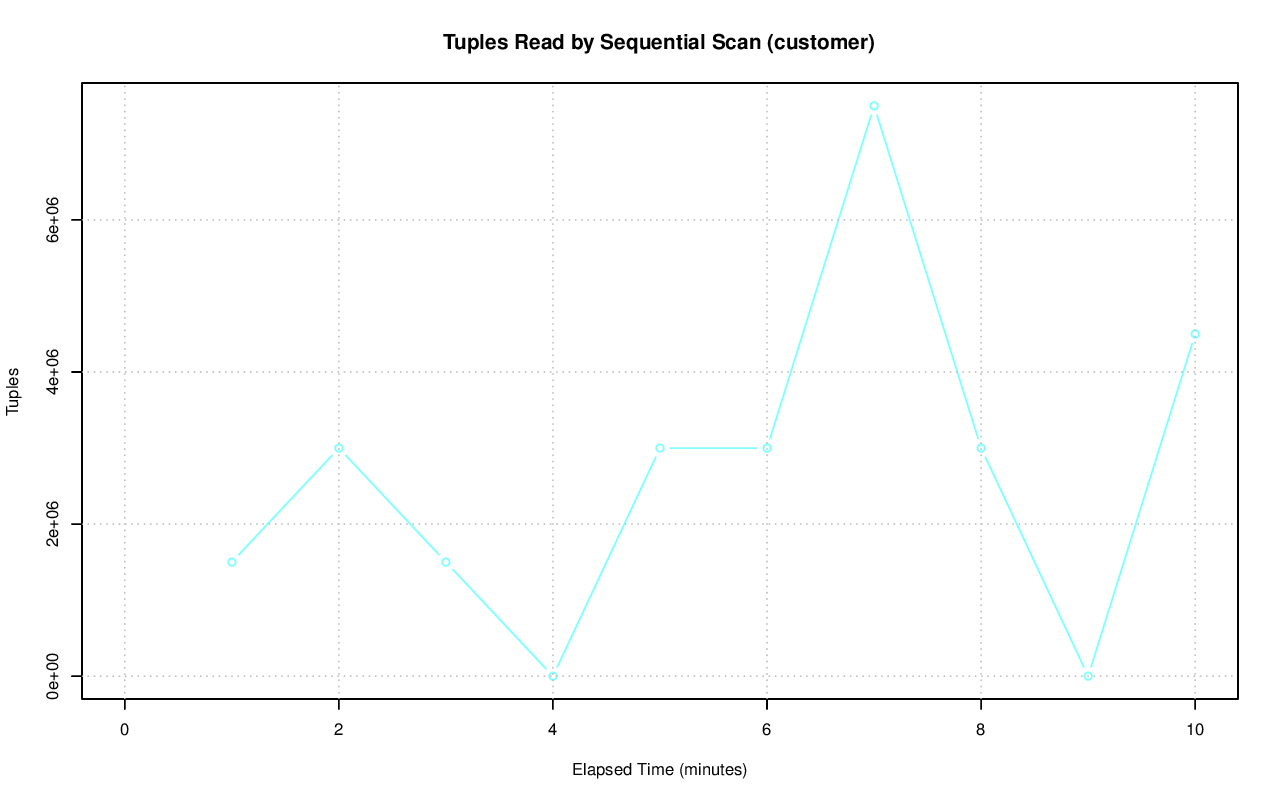 Tuples Read by Sequential Scan (customer)
Tuples
6e+06
4e+06
2e+06
0e+00
0 2 4 6 8 10
Elapsed Time (minutes)